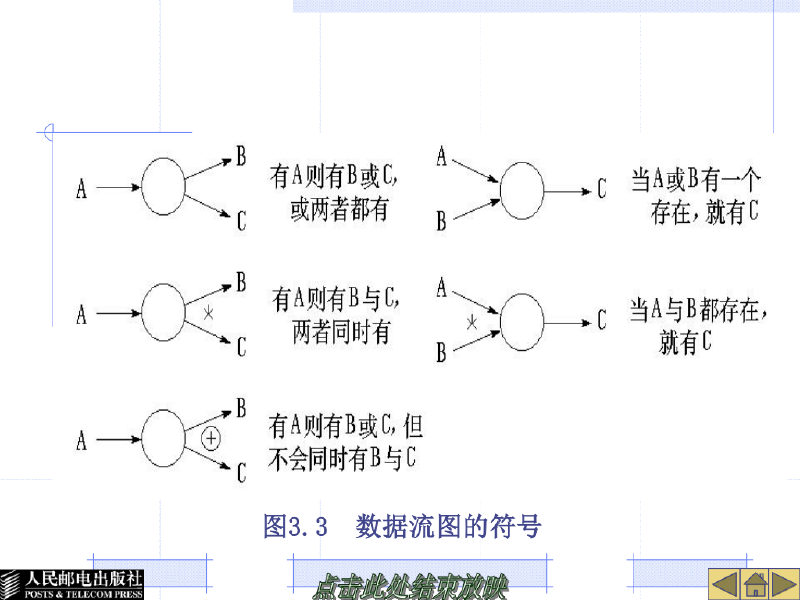 A
B
C
有A则有B或C,
或两者都有
A
B
C
当A或B有一个
存在,就有C
A
B
*
C
有A则有B与C,
两者同时有
A
*
B
C
当A与B都存在,
就有C
A
B
+
C
有A则有B或C,但
不会同时有B与C
图3.3 数据流图的符号
人民邮电出版社
POSTS & TELECOM PRESS
点击此处结束放映